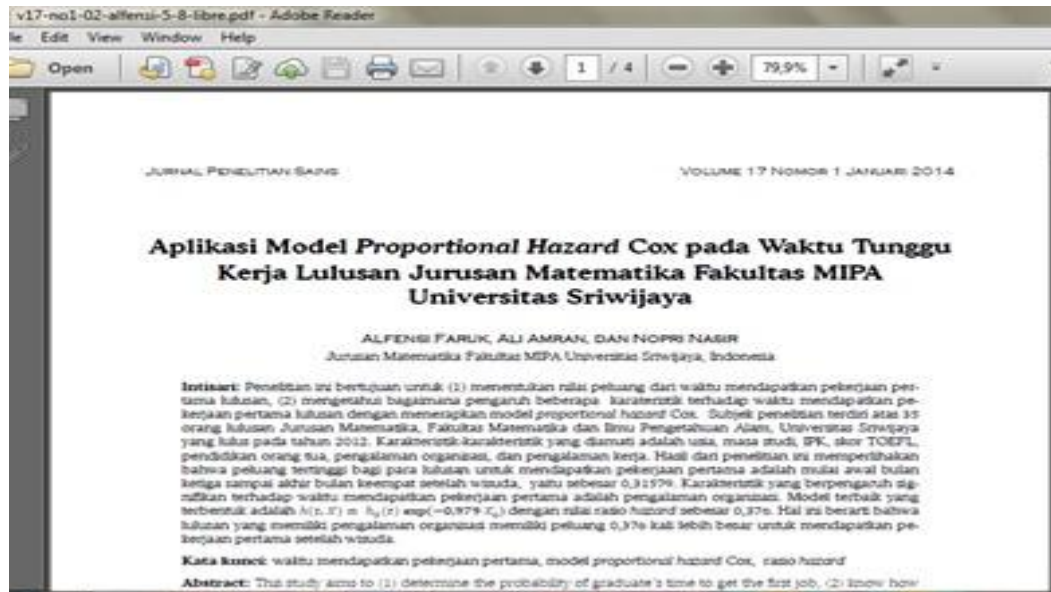 v17-no1-02-alfensi-5-8-libre.pdf - Adobe Reader
Edit View Window Help
Open 1 / 4 79,9%
JURNAL PENELITIAN SAINS VOLUME 17 NOMOR 1 JANUARI 2014
Aplikasi Model Proportional Hazard Cox pada Waktu Tunggu
Kerja Lulusan Jurusan Matematika Fakultas MIPA
Universitas Sriwijaya
ALFENSI FARUK, ALI AMRAN, DAN NOPRI NASIR
Jurusan Matematika Fakultas MIPA Universitas Sriwijaya, Indonesia
Intisari: Penelitian ini bertujuan untuk (1) menentukan nilai peluang dari waktu mendapatkan pekerjaan per-
tama lulusan, (2) mengetahui bagaimana pengaruh beberapa karateristik terhadap waktu mendapatkan pe-
kerjaan pertama lulusan dengan menerapkan model proportional hazard Cox. Subjek penelitian terdiri atas 35
orang lulusan Jurusan Matematika, Fakultas Matematika dan Ilmu Pengetahuan Alam, Universitas Sriwijaya
yang lulus pada tahun 2012. Karakteristik-karakteristik yang diamati adalah usia, masa studi, IPK, skor TOEFL,
pendidikan orang tua, pengalaman organisasi, dan pengalaman kerja. Hasil dari penelitian ini memperlihatkan
bahwa peluang tertinggi bagi para lulusan untuk mendapatkan pekerjaan pertama adalah mulai awal bulan
ketiga sampai akhir bulan keempat setelah wisuda, yaitu sebesar 0,31579. Karakteristik yang berpengaruh sig-
nifikan terhadap waktu mendapatkan pekerjaan pertama adalah pengalaman organisasi. Model terbaik yang
terbentuk adalah h(t, X) = h₀(t) exp(−0,979 X₆) dengan nilai rasio hazard sebesar 0,376. Hal ini berarti bahwa
lulusan yang memiliki pengalaman organisasi memiliki peluang 0,376 kali lebih besar untuk mendapatkan pe-
kerjaan pertama setelah wisuda.
Kata kunci: waktu mendapatkan pekerjaan pertama, model proportional hazard Cox, rasio hazard
Abstract: This study aims to (1) determine the probability of graduate's time to get the first job, (2) know how